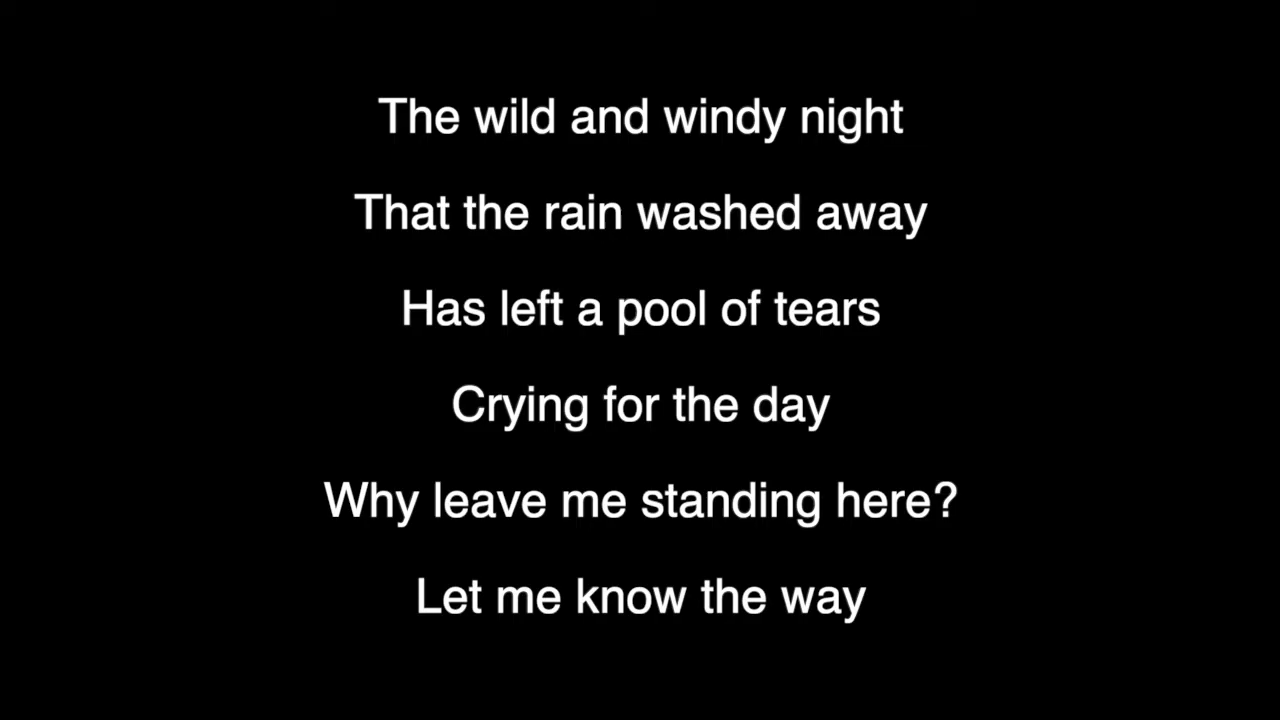 The wild and windy night
That the rain washed away
Has left a pool of tears
Crying for the day
Why leave me standing here?
Let me know the way